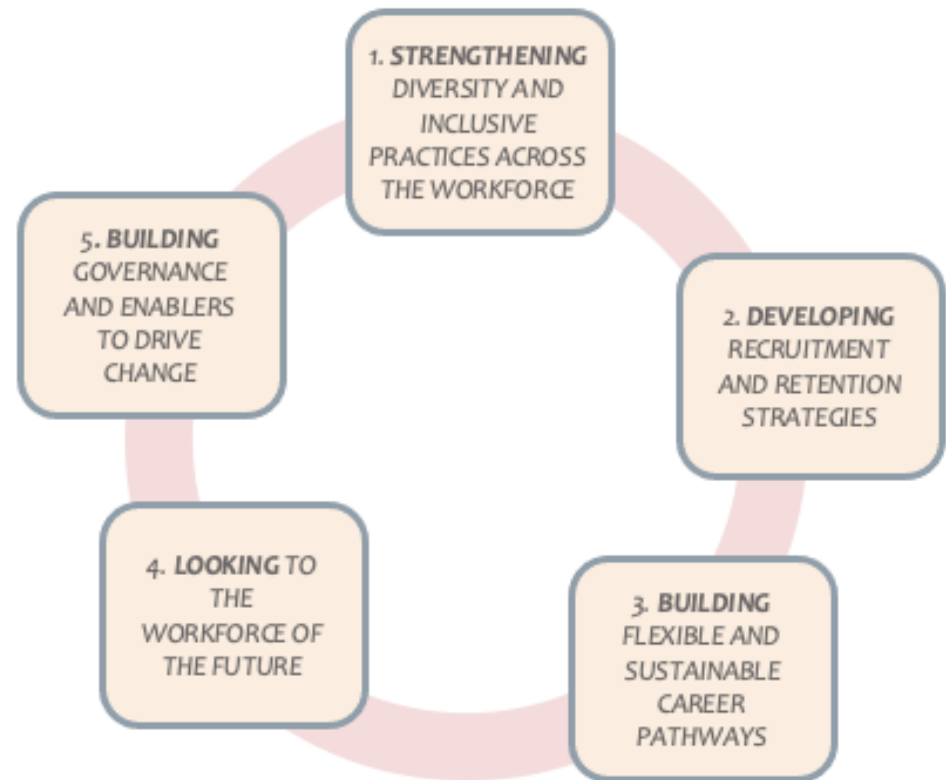 1. STRENGTHENING
DIVERSITY AND
INCLUSIVE
PRACTICES ACROSS
THE WORKFORCE
2. DEVELOPING
RECRUITMENT
AND RETENTION
STRATEGIES
3. BUILDING
FLEXIBLE AND
SUSTAINABLE
CAREER
PATHWAYS
4. LOOKING TO
THE
WORKFORCE OF
THE FUTURE
5. BUILDING
GOVERNANCE
AND ENABLERS
TO DRIVE
CHANGE